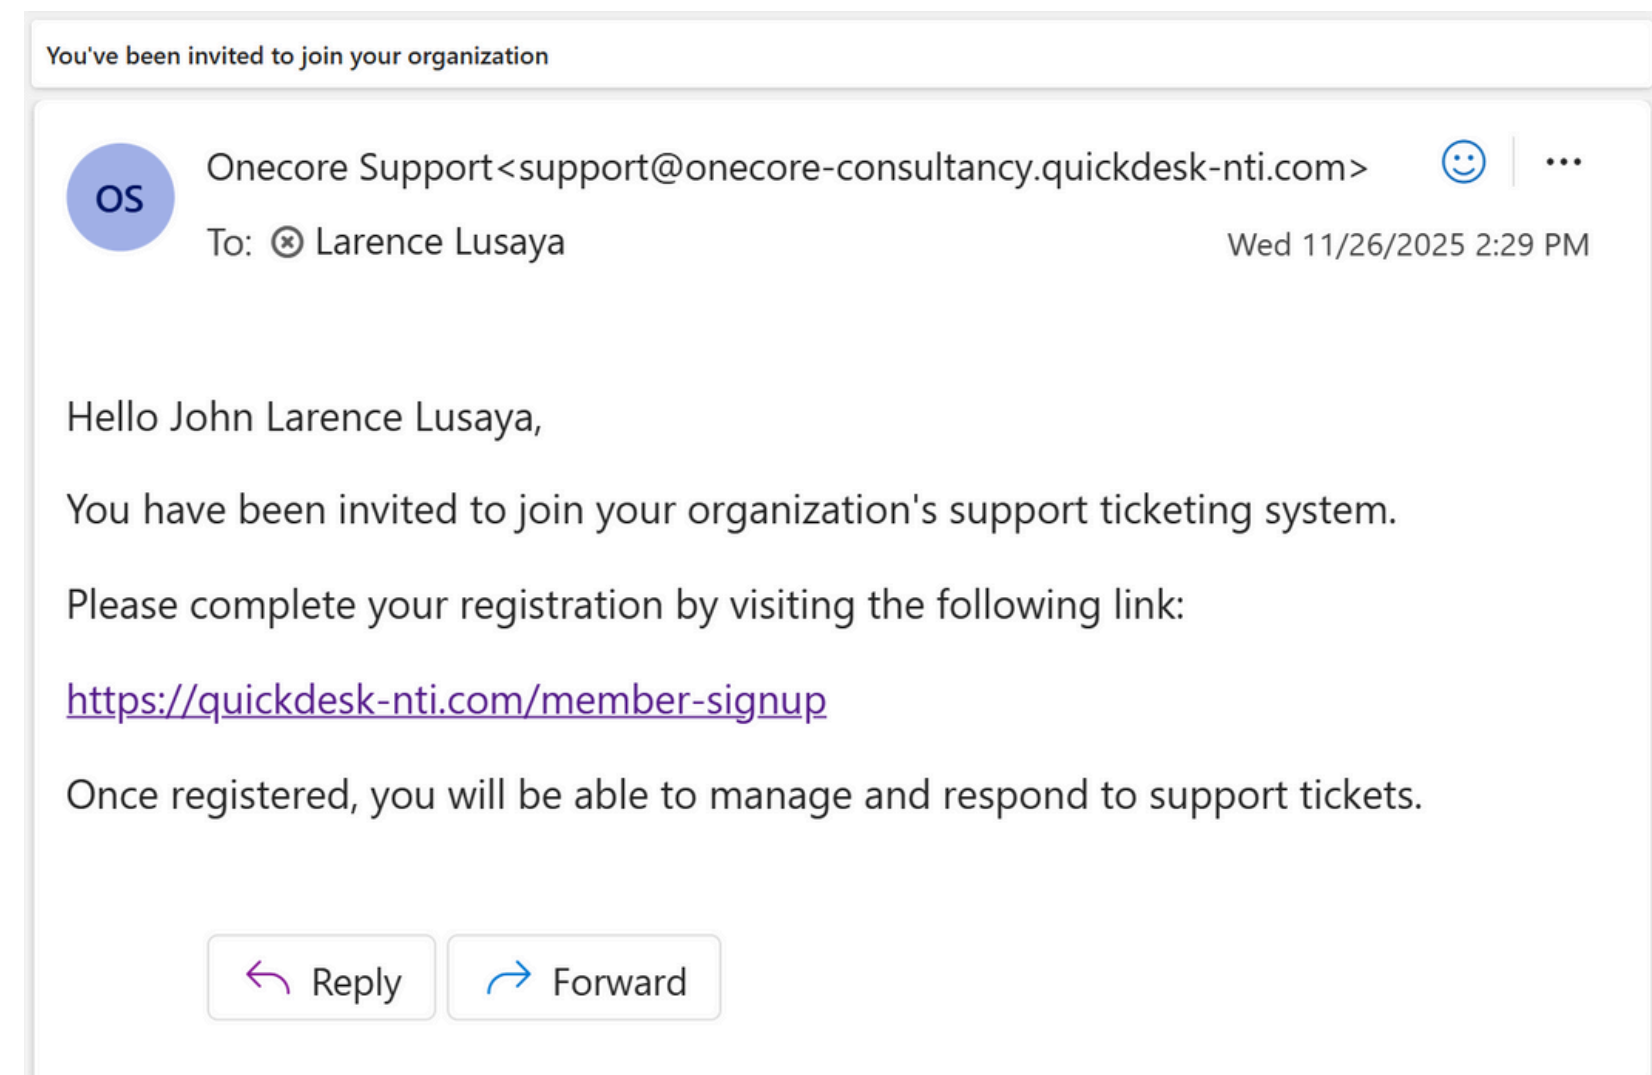 You've been invited to join your organization
OS
Onecore Support<support@onecore-consultancy.quickdesk-nti.com>
To: Larence Lusaya
Wed 11/26/2025 2:29 PM
Hello John Larence Lusaya,
You have been invited to join your organization's support ticketing system.
Please complete your registration by visiting the following link:
https://quickdesk-nti.com/member-signup
Once registered, you will be able to manage and respond to support tickets.
Reply
Forward